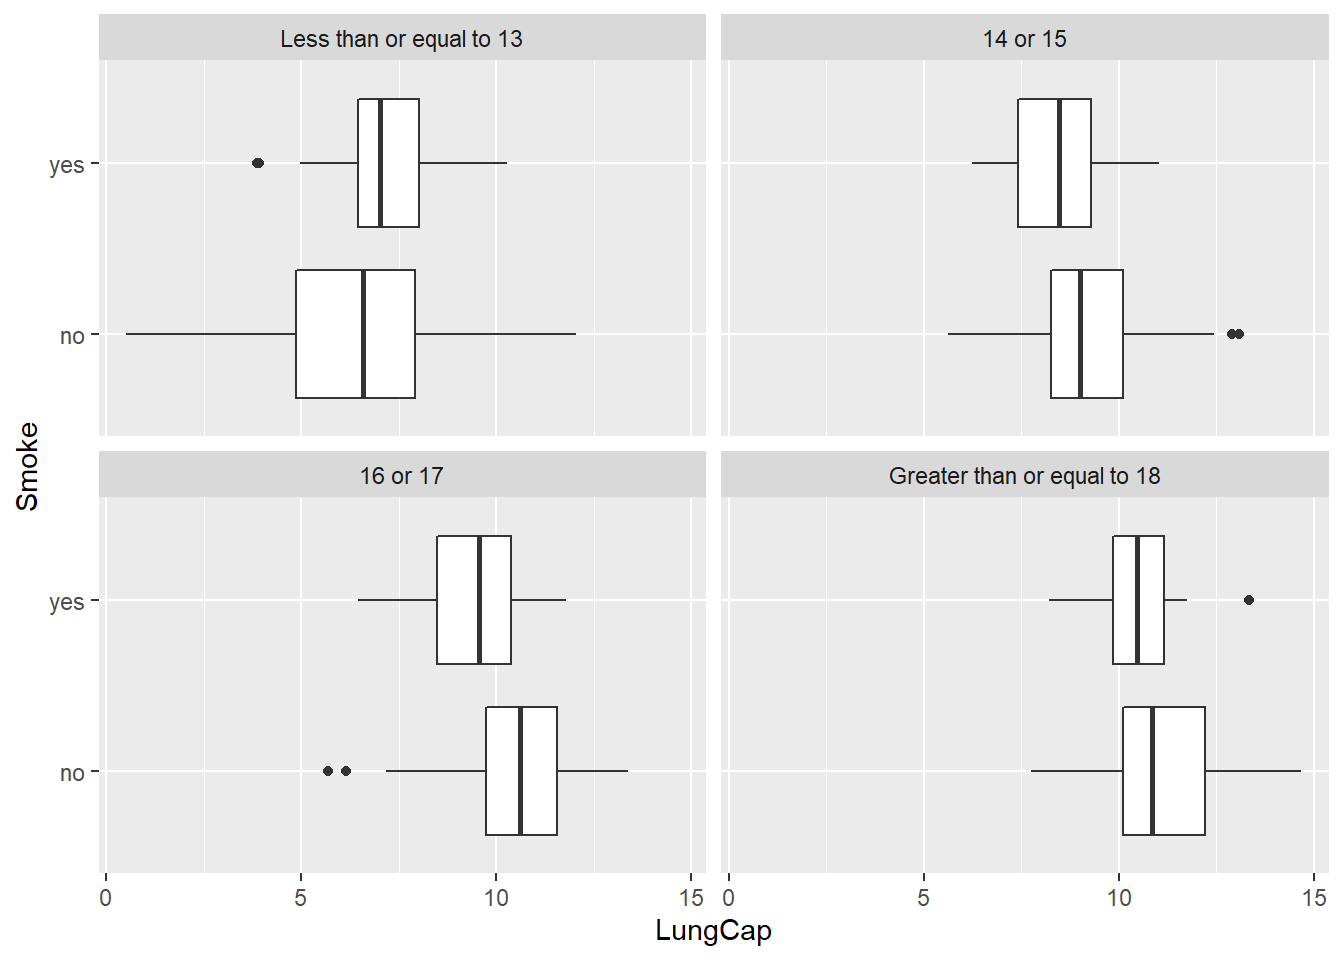 Less than or equal to 13
14 or 15
yes
no
16 or 17
Greater than or equal to 18
yes
no
0 5 10 15 0 5 10 15
LungCap
Smoke